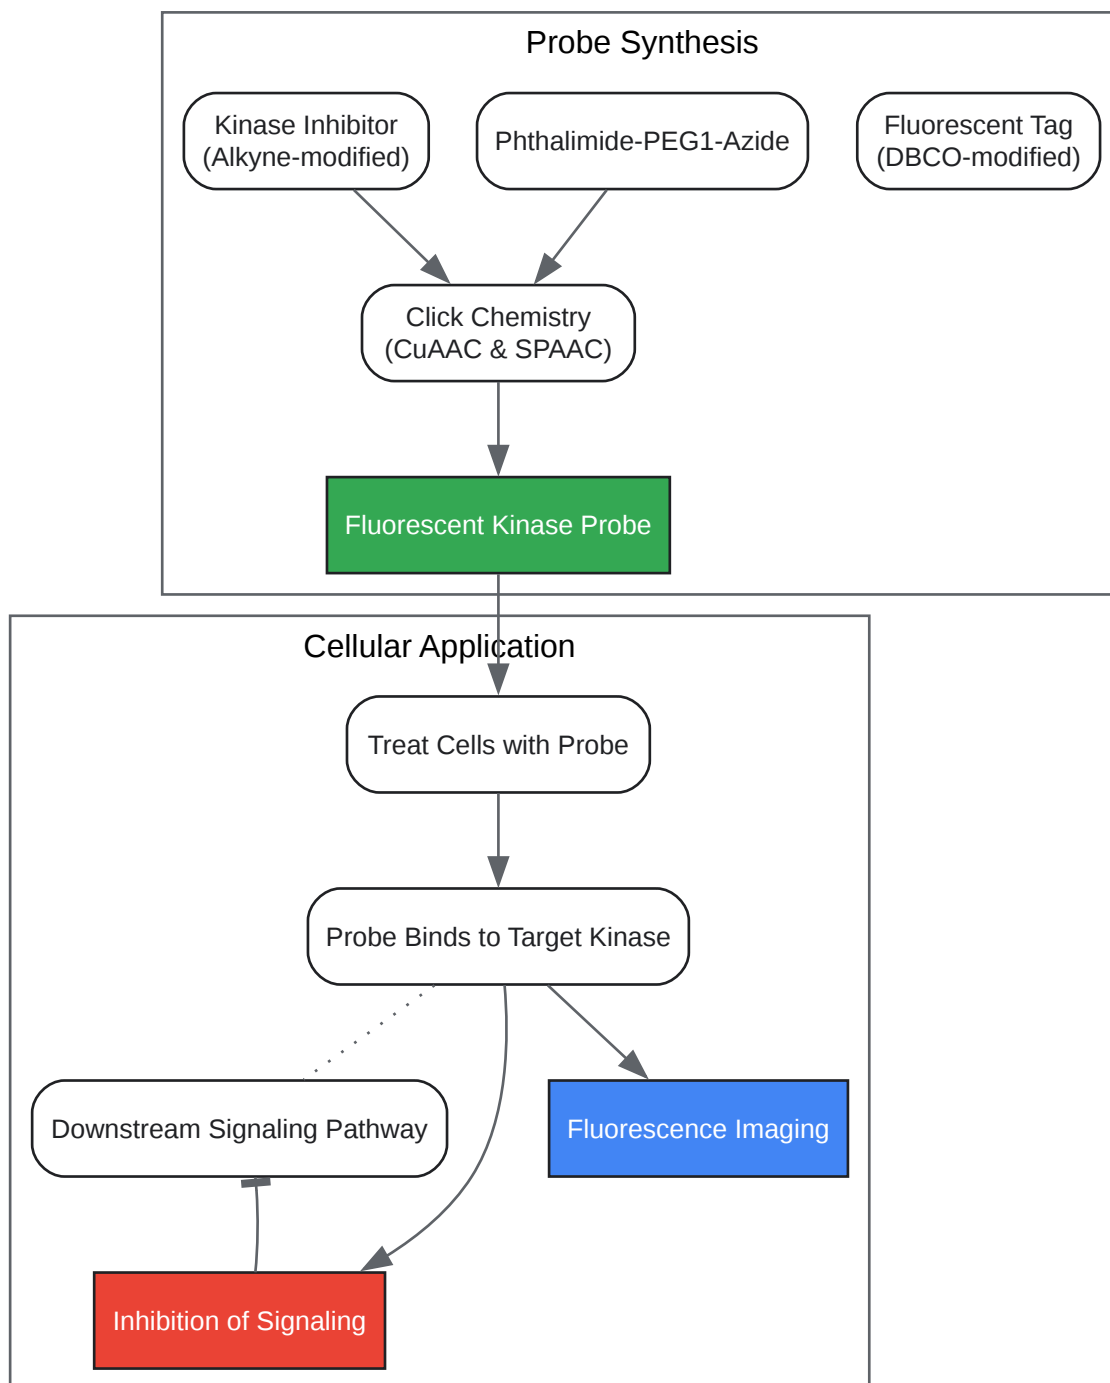 Probe Synthesis
Kinase Inhibitor
(Alkyne-modified)
Phthalimide-PEG1-Azide
Fluorescent Tag
(DBCO-modified)
Click Chemistry
(CuAAC & SPAAC)
Fluorescent Kinase Probe
Cellular Application
Treat Cells with Probe
Probe Binds to Target Kinase
Downstream Signaling Pathway
Fluorescence Imaging
Inhibition of Signaling